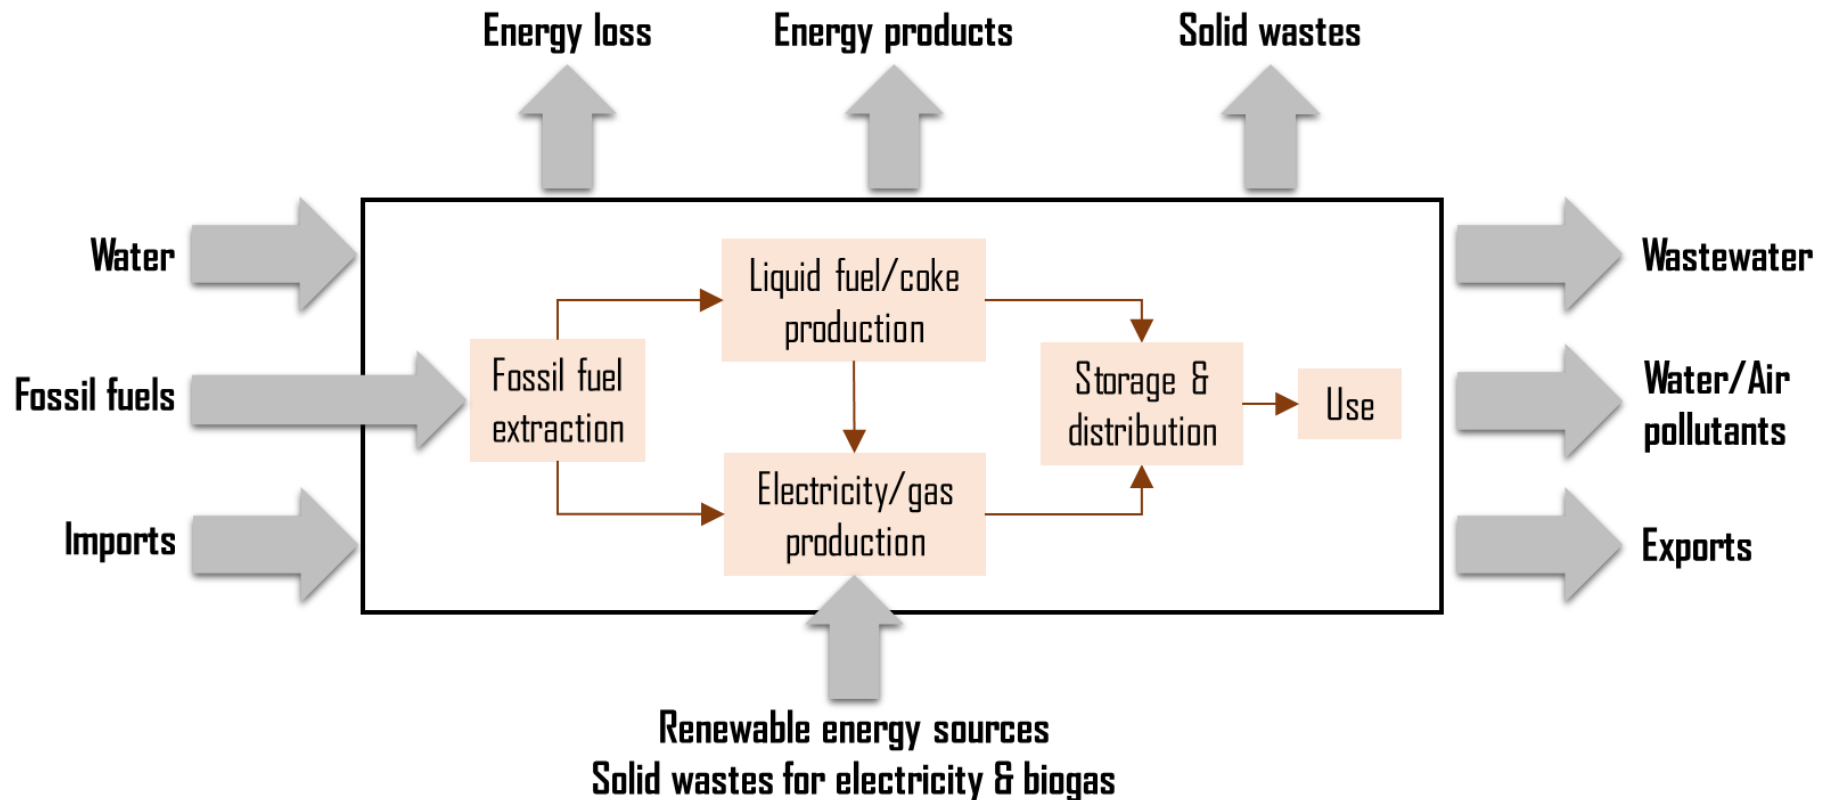 Energy loss
Energy products
Solid wastes
Water
Fossil fuels
Imports
Liquid fuel/coke
production
Fossil fuel
extraction
Electricity/gas
production
Storage &
distribution
Use
Wastewater
Water/Air
pollutants
Exports
Renewable energy sources
Solid wastes for electricity & biogas